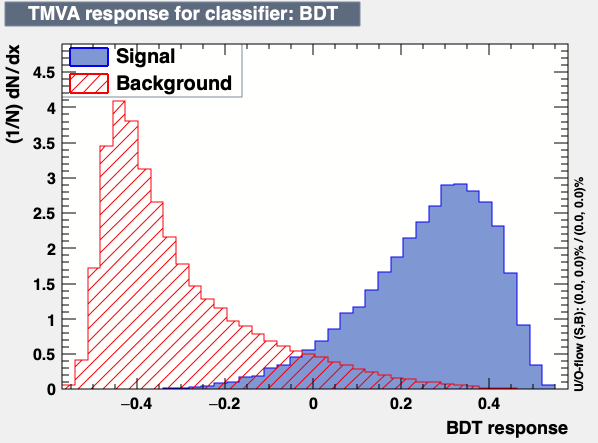 TMVA response for classifier: BDT
(1/N) dN / dx
Signal
Background
4.5
4
3.5
3
2.5
2
1.5
1
0.5
0
−0.4
−0.2
0
0.2
0.4
BDT response
U/O-flow (S,B): (0.0, 0.0)% / (0.0, 0.0)%